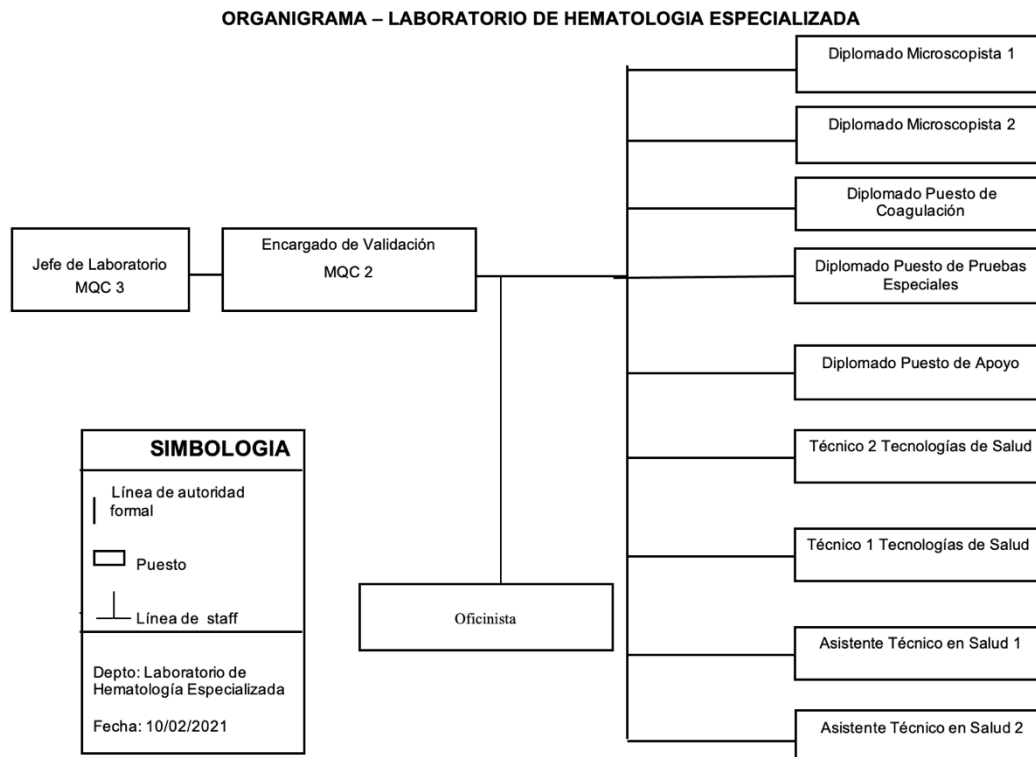 ORGANIGRAMA – LABORATORIO DE HEMATOLOGIA ESPECIALIZADA
Diplomado Microscopista 1
Diplomado Microscopista 2
Diplomado Puesto de
Coagulación
Diplomado Puesto de Pruebas
Especiales
Diplomado Puesto de Apoyo
Técnico 2 Tecnologías de Salud
Técnico 1 Tecnologías de Salud
Asistente Técnico en Salud 1
Asistente Técnico en Salud 2
Jefe de Laboratorio
MQC 3
Encargado de Validación
MQC 2
Oficinista
SIMBOLOGIA
Línea de autoridad
formal
Puesto
Línea de staff
Depto: Laboratorio de
Hematología Especializada
Fecha: 10/02/2021